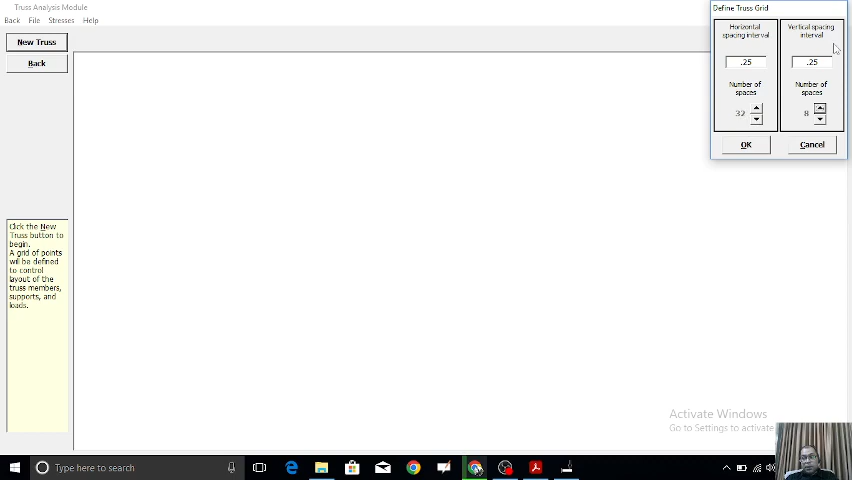 Truss Analysis Module
Back File Stresses Help
New Truss
Back
Click the New
Truss button to
begin.
A grid of points
will be defined
to control
layout of the
truss members,
supports, and
loads.
Define Truss Grid
Horizontal
spacing interval
.25
Number of
spaces
32
Vertical spacing
interval
.25
Number of
spaces
8
OK
Cancel
Activate Windows
Go to Settings to activate
Type here to search